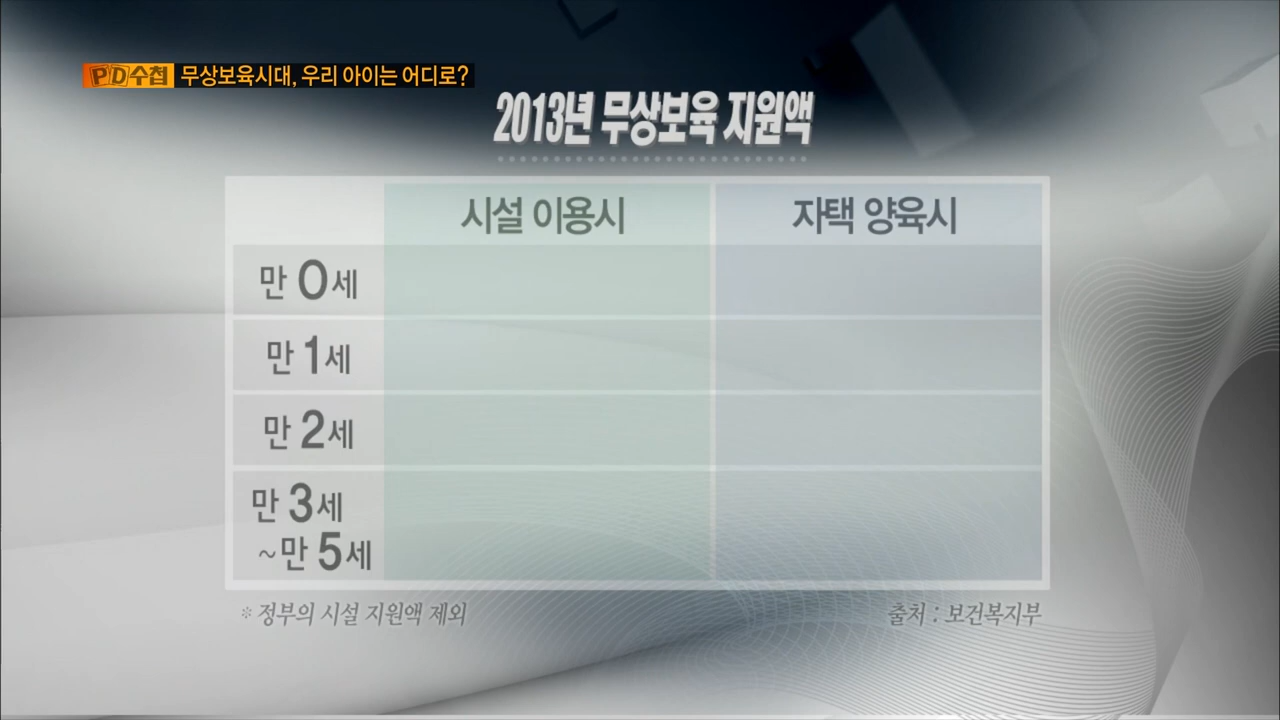 PD수첩 무상보육시대, 우리 아이는 어디로?
2013년 무상보육 지원액
시설 이용시 자택 양육시
만 0세
만 1세
만 2세
만 3세
~만 5세
* 정부의 시설 지원액 제외 출처 : 보건복지부